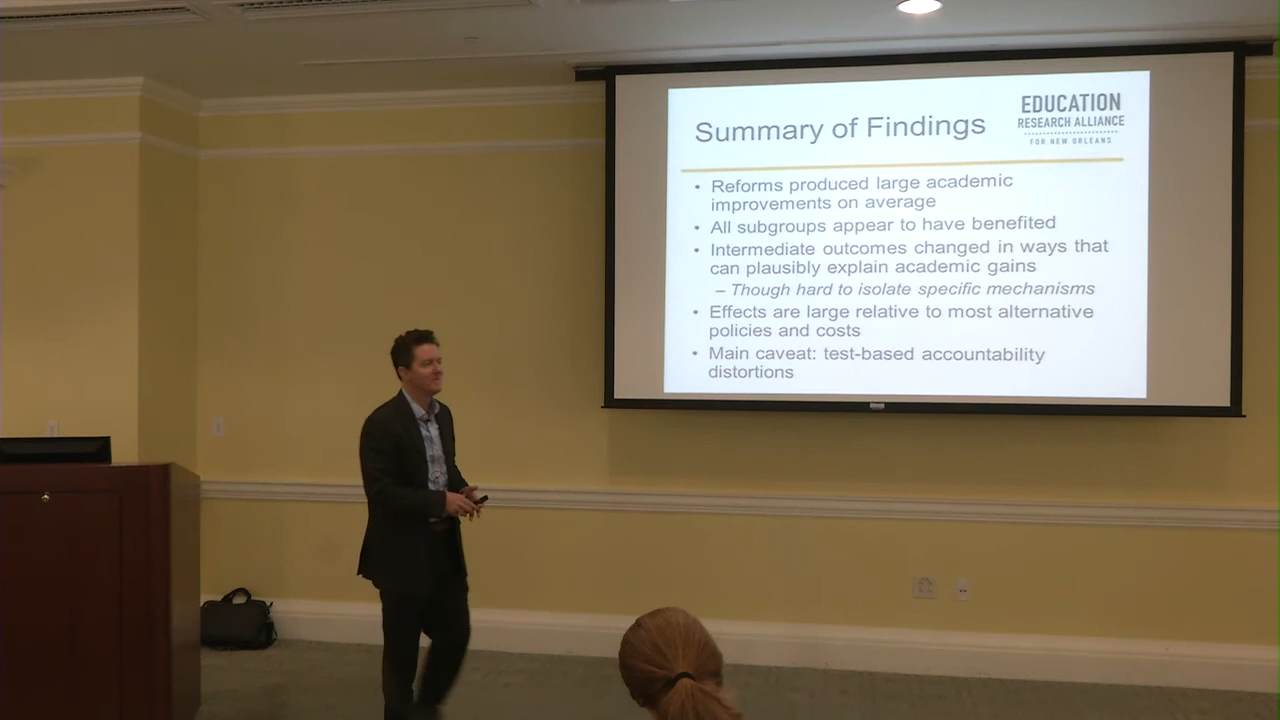 EDUCATION
RESEARCH ALLIANCE
FOR NEW ORLEANS
Summary of Findings
• Reforms produced large academic
improvements on average
• All subgroups appear to have benefited
• Intermediate outcomes changed in ways that
can plausibly explain academic gains
– Though hard to isolate specific mechanisms
• Effects are large relative to most alternative
policies and costs
• Main caveat: test-based accountability
distortions